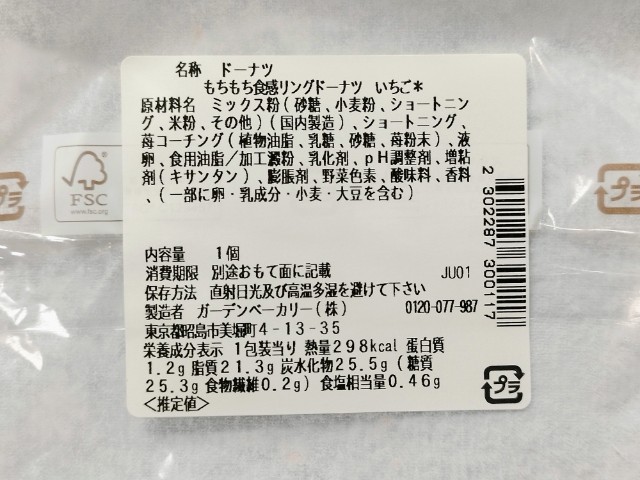 名称 ドーナツ
もちもち食感リングドーナツ いちご*
原材料名 ミックス粉(砂糖、小麦粉、ショートニン
グ、米粉、その他)(国内製造)、ショートニング、
苺コーチング(植物油脂、乳糖、砂糖、苺粉末)、液
卵、食用油脂/加工澱粉、乳化剤、pH調整剤、増粘
剤(キサンタン)、膨脹剤、野菜色素、酸味料、香料
、(一部に卵・乳成分・小麦・大豆を含む)
内容量 1個
消費期限 別途おもて面に記載 JU01
保存方法 直射日光及び高温多湿を避けて下さい
製造者 ガーデンベーカリー(株) 0120-077-987
東京都昭島市美堀町4-13-35
栄養成分表示 1包装当り 熱量298kcal 蛋白質
1.2g 脂質21.3g 炭水化物25.5g(糖質
25.3g 食物繊維0.2g) 食塩相当量0.46g
<推定値>
2 302287 300117
プラ
FSC
www.fsc.org
プラ
プラ